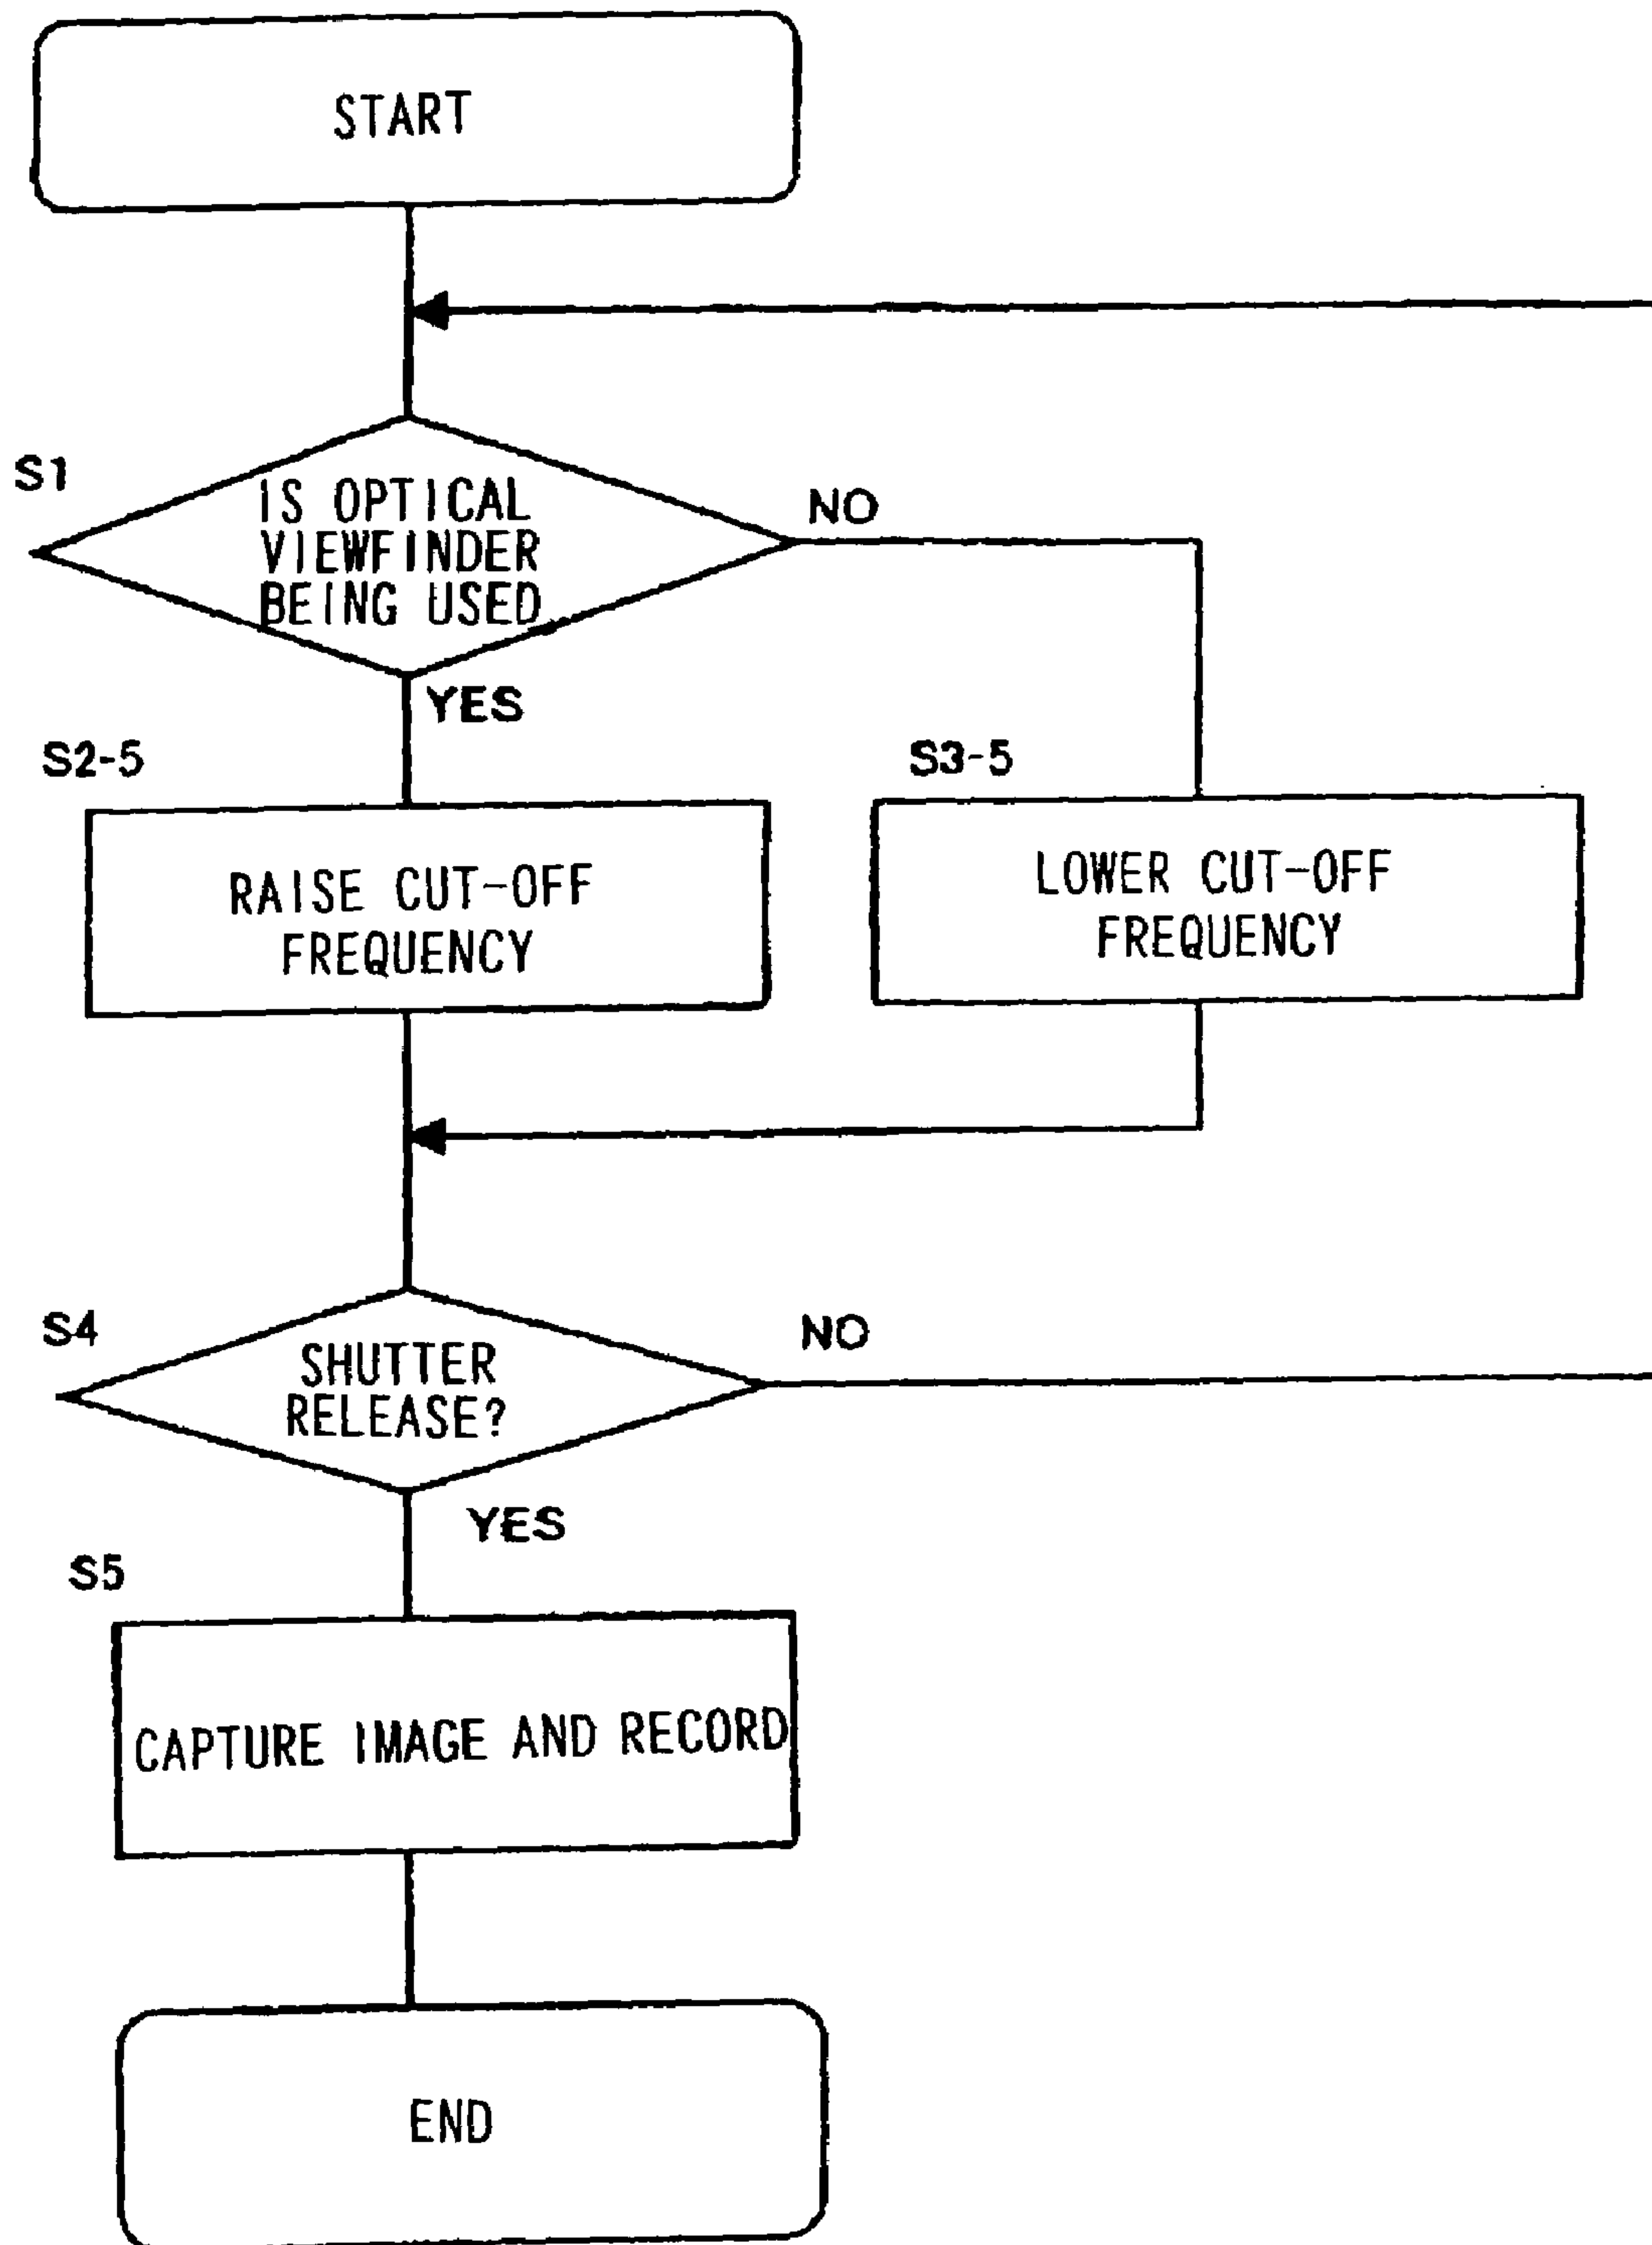 START
S1
IS OPTICAL
VIEWFINDER
BEING USED
NO
YES
S2-5
RAISE CUT-OFF
FREQUENCY
S3-5
LOWER CUT-OFF
FREQUENCY
S4
SHUTTER
RELEASE?
NO
YES
S5
CAPTURE IMAGE AND RECORD
END